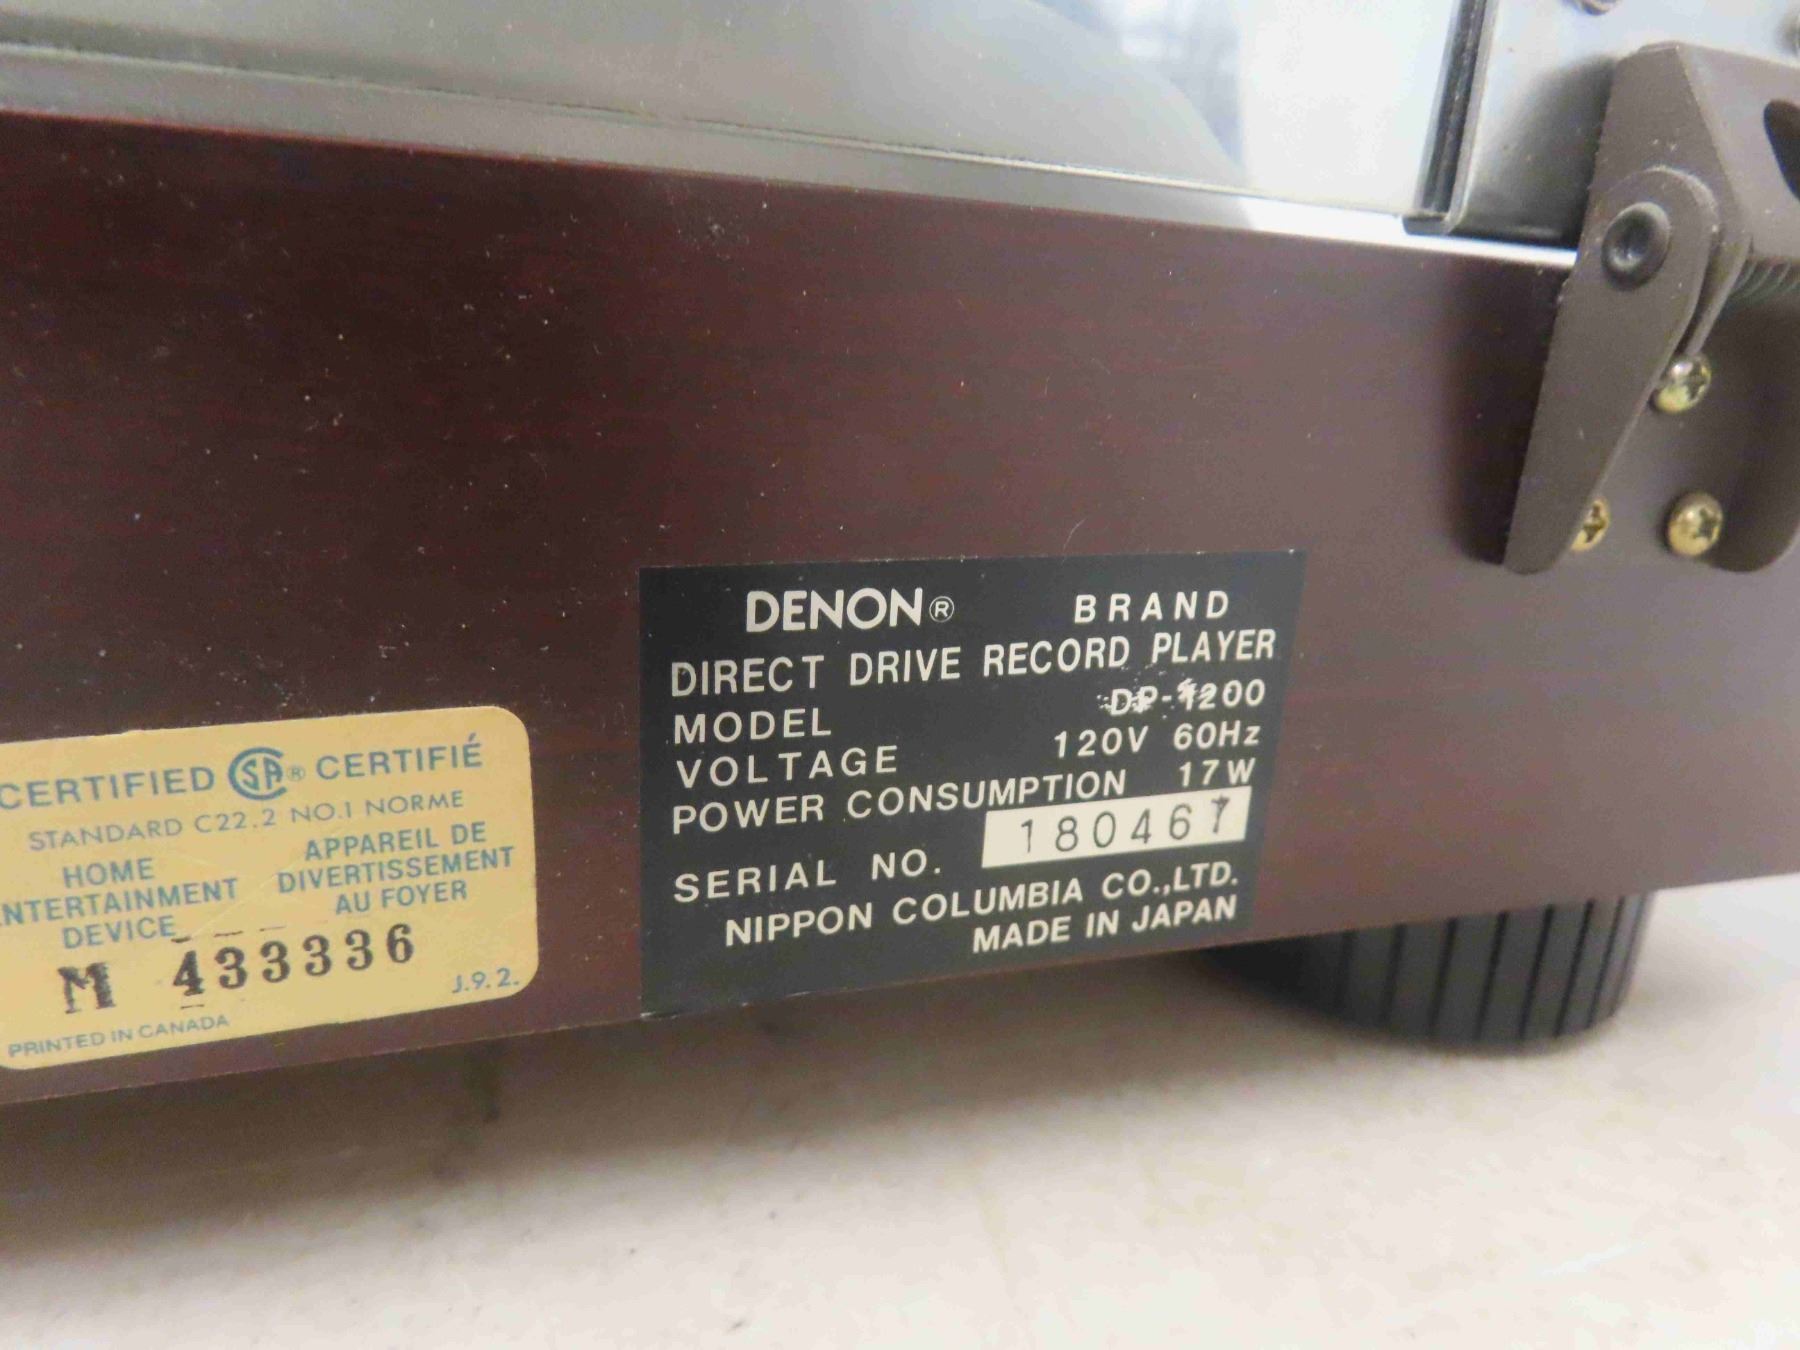 CERTIFIED SA® CERTIFIÉ
STANDARD C22.2 NO.1 NORME
HOME APPAREIL DE
ENTERTAINMENT DIVERTISSEMENT
DEVICE AU FOYER
M 433336
J.9.2.
PRINTED IN CANADA
DENON® BRAND
DIRECT DRIVE RECORD PLAYER
MODEL DP-1200
VOLTAGE 120V 60Hz
POWER CONSUMPTION 17W
SERIAL NO. 180467
NIPPON COLUMBIA CO.,LTD.
MADE IN JAPAN